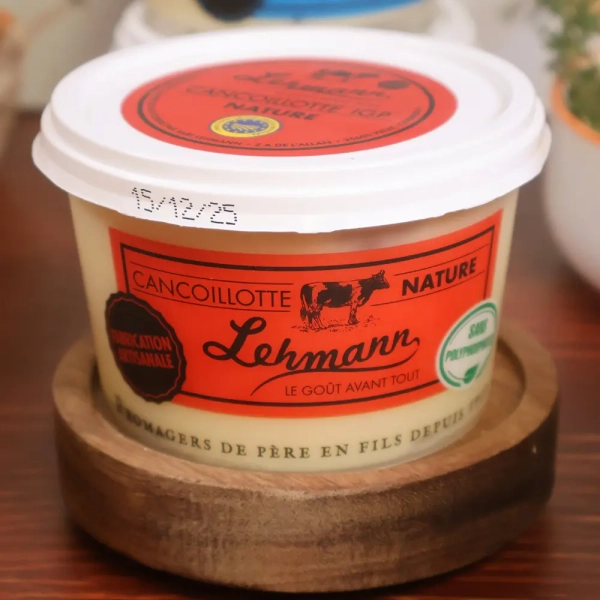 Lehmann
CANCOILLOTTE IGP
NATURE
15/12/25
CANCOILLOTTE
NATURE
Lehmann
LE GOÛT AVANT TOUT
FABRICATION
ARTISANALE
SANS
POLYPHOSPHATES
FROMAGERS DE PÈRE EN FILS DEPUIS